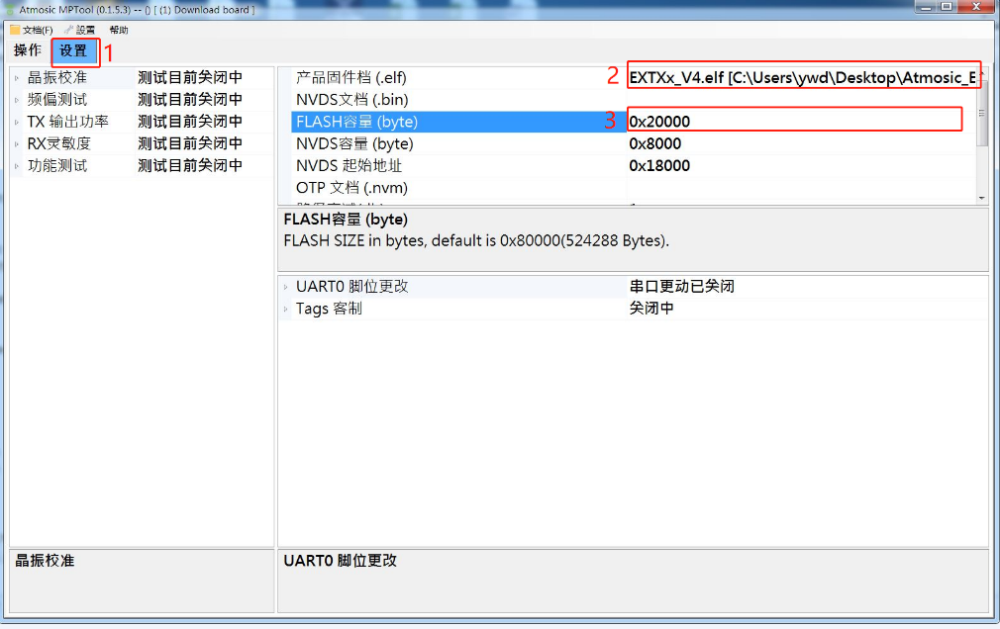 Atmosic MPTool (0.1.5.3) -- () [ (1) Download board ]
文档(F) 设置 帮助
操作 设置 1
晶振校准 测试目前关闭中
频偏测试 测试目前关闭中
TX 输出功率 测试目前关闭中
RX灵敏度 测试目前关闭中
功能测试 测试目前关闭中
产品固件档 (.elf) 2 EXTXx_V4.elf [C:\Users\ywd\Desktop\Atmosic_E
NVDS文档 (.bin)
FLASH容量 (byte) 3 0x20000
NVDS容量 (byte) 0x8000
NVDS 起始地址 0x18000
OTP 文档 (.nvm)
FLASH容量 (byte)
FLASH SIZE in bytes, default is 0x80000(524288 Bytes).
UART0 脚位更改 串口更动已关闭
Tags 客制 关闭中
晶振校准
UART0 脚位更改